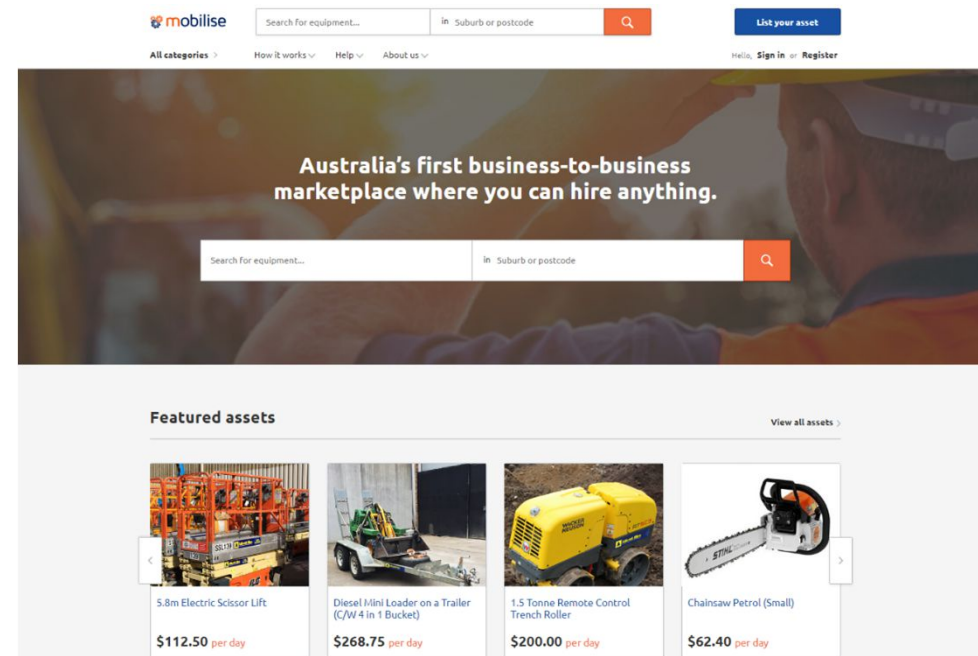 mobilise
Search for equipment...
in Suburb or postcode
List your asset
All categories
How it works
Help
About us
Hello, Sign in or Register
Australia's first business-to-business
marketplace where you can hire anything.
Search for equipment...
in Suburb or postcode
Featured assets
View all assets
WACKER
NEUSON
STIHL
5.8m Electric Scissor Lift
Diesel Mini Loader on a Trailer
(C/W 4 in 1 Bucket)
1.5 Tonne Remote Control
Trench Roller
Chainsaw Petrol (Small)
$112.50 per day
$268.75 per day
$200.00 per day
$62.40 per day